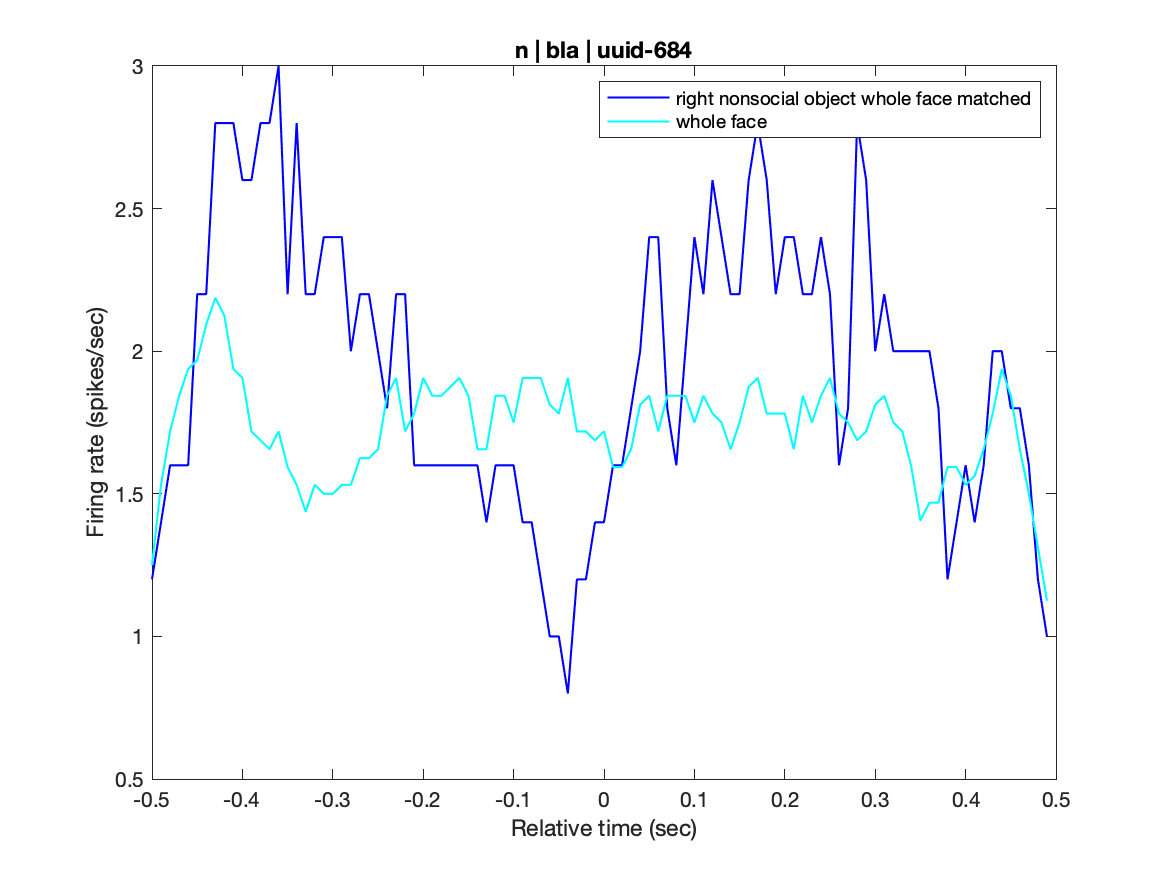 n | bla | uuid-684
right nonsocial object whole face matched
whole face
3
2.5
2
1.5
1
0.5
Firing rate (spikes/sec)
-0.5 -0.4 -0.3 -0.2 -0.1 0 0.1 0.2 0.3 0.4 0.5
Relative time (sec)